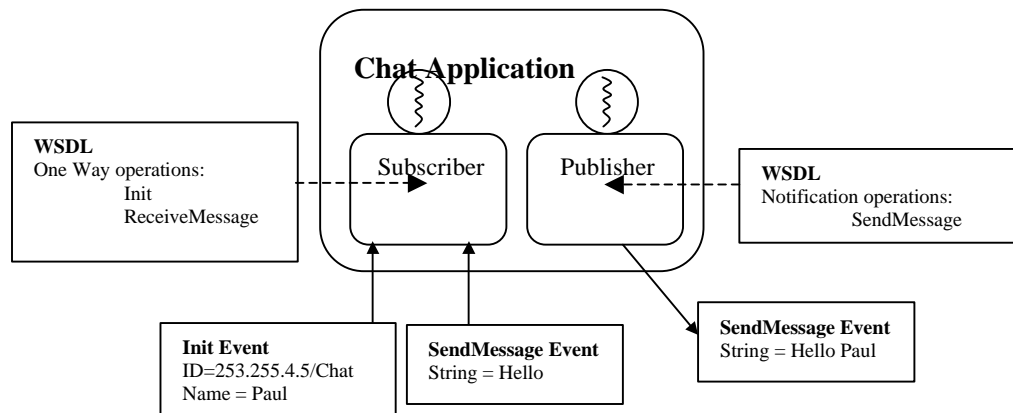 Chat Application
WSDL
One Way operations:
Init
ReceiveMessage
Subscriber
Publisher
WSDL
Notification operations:
SendMessage
Init Event
ID=253.255.4.5/Chat
Name = Paul
SendMessage Event
String = Hello
SendMessage Event
String = Hello Paul